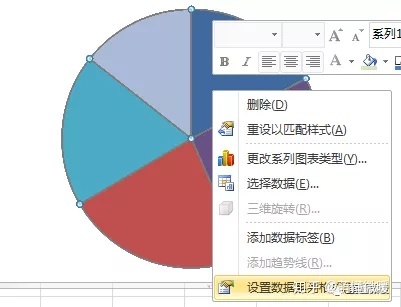 A A 系列1
B I A
删除(D)
重设以匹配样式(A)
更改系列图表类型(Y)...
选择数据(E)...
三维旋转(R)...
添加数据标签(B)
添加趋势线(R)...
设置数据
知乎